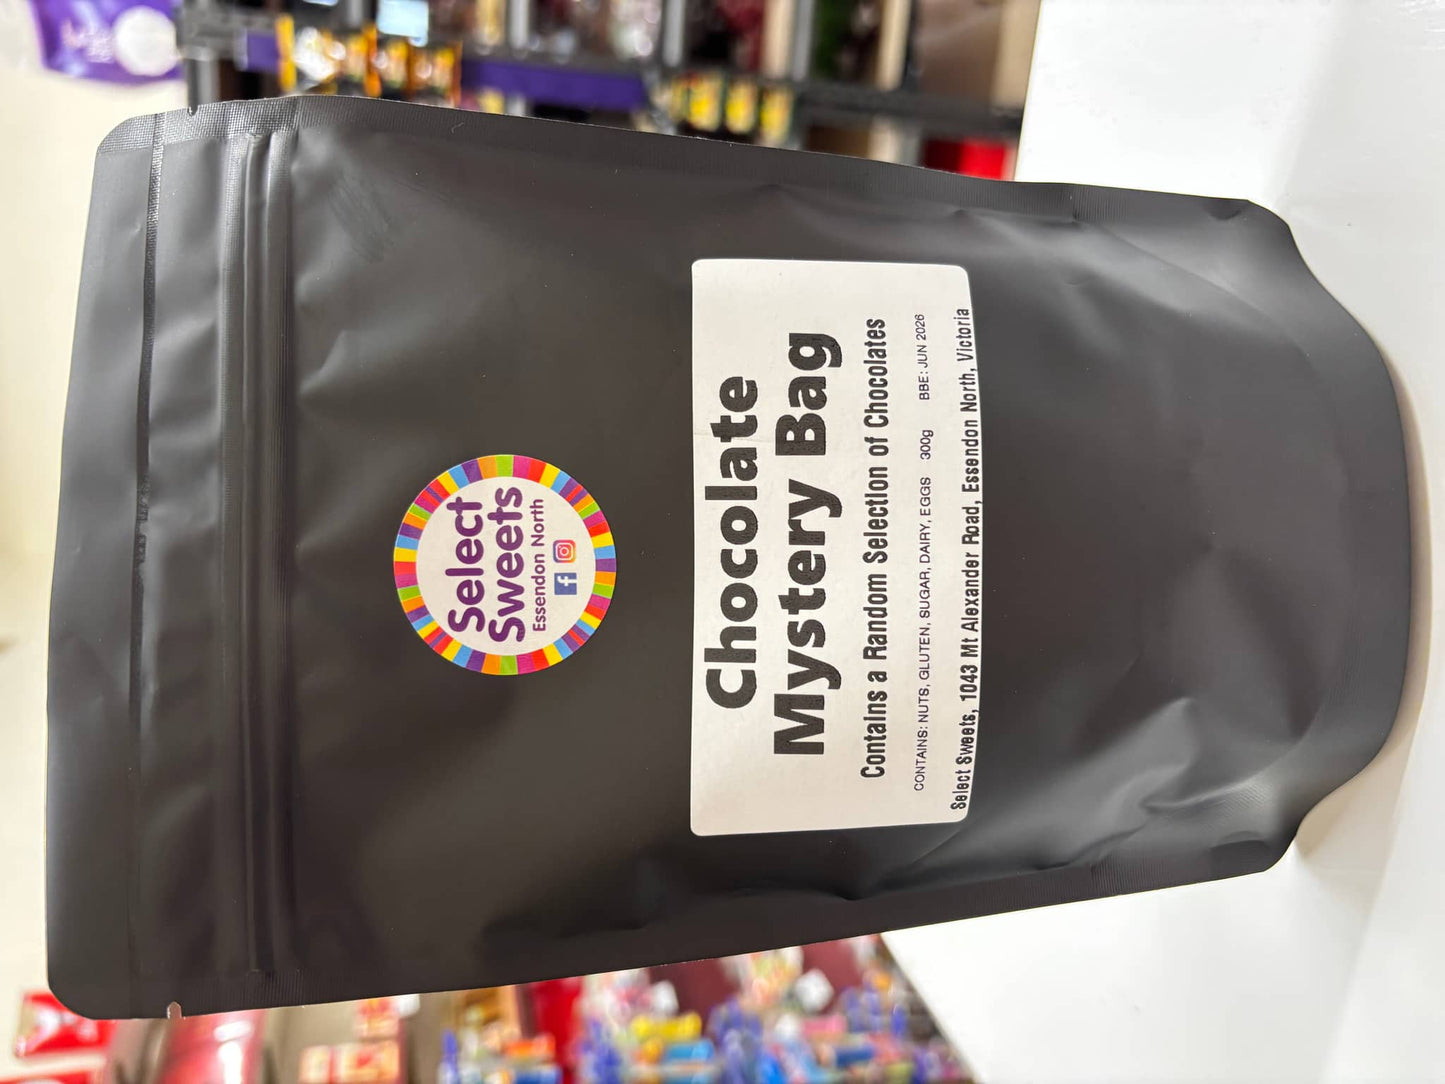 Select
Sweets
Essendon North
Chocolate
Mystery Bag
Contains a Random Selection of Chocolates
CONTAINS: NUTS, GLUTEN, SUGAR, DAIRY, EGGS 300g BBE: JUN 2026
Select Sweets, 1043 Mt Alexander Road, Essendon North, Victoria